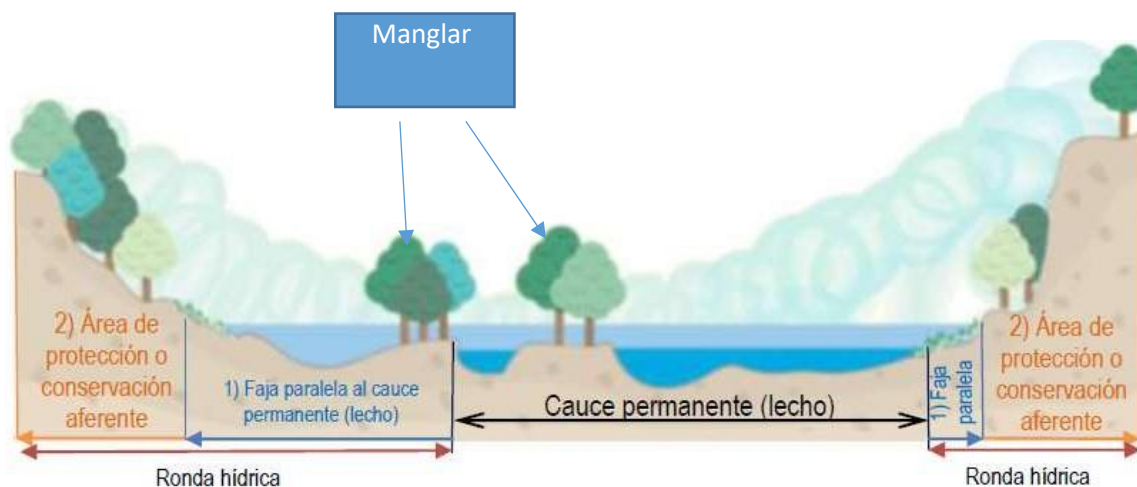 Manglar
2) Área de
protección o
conservación
aferente
1) Faja paralela al cauce
permanente (lecho)
Cauce permanente (lecho)
1) Faja
paralela
2) Área de
protección o
conservación
aferente
Ronda hídrica
Ronda hídrica